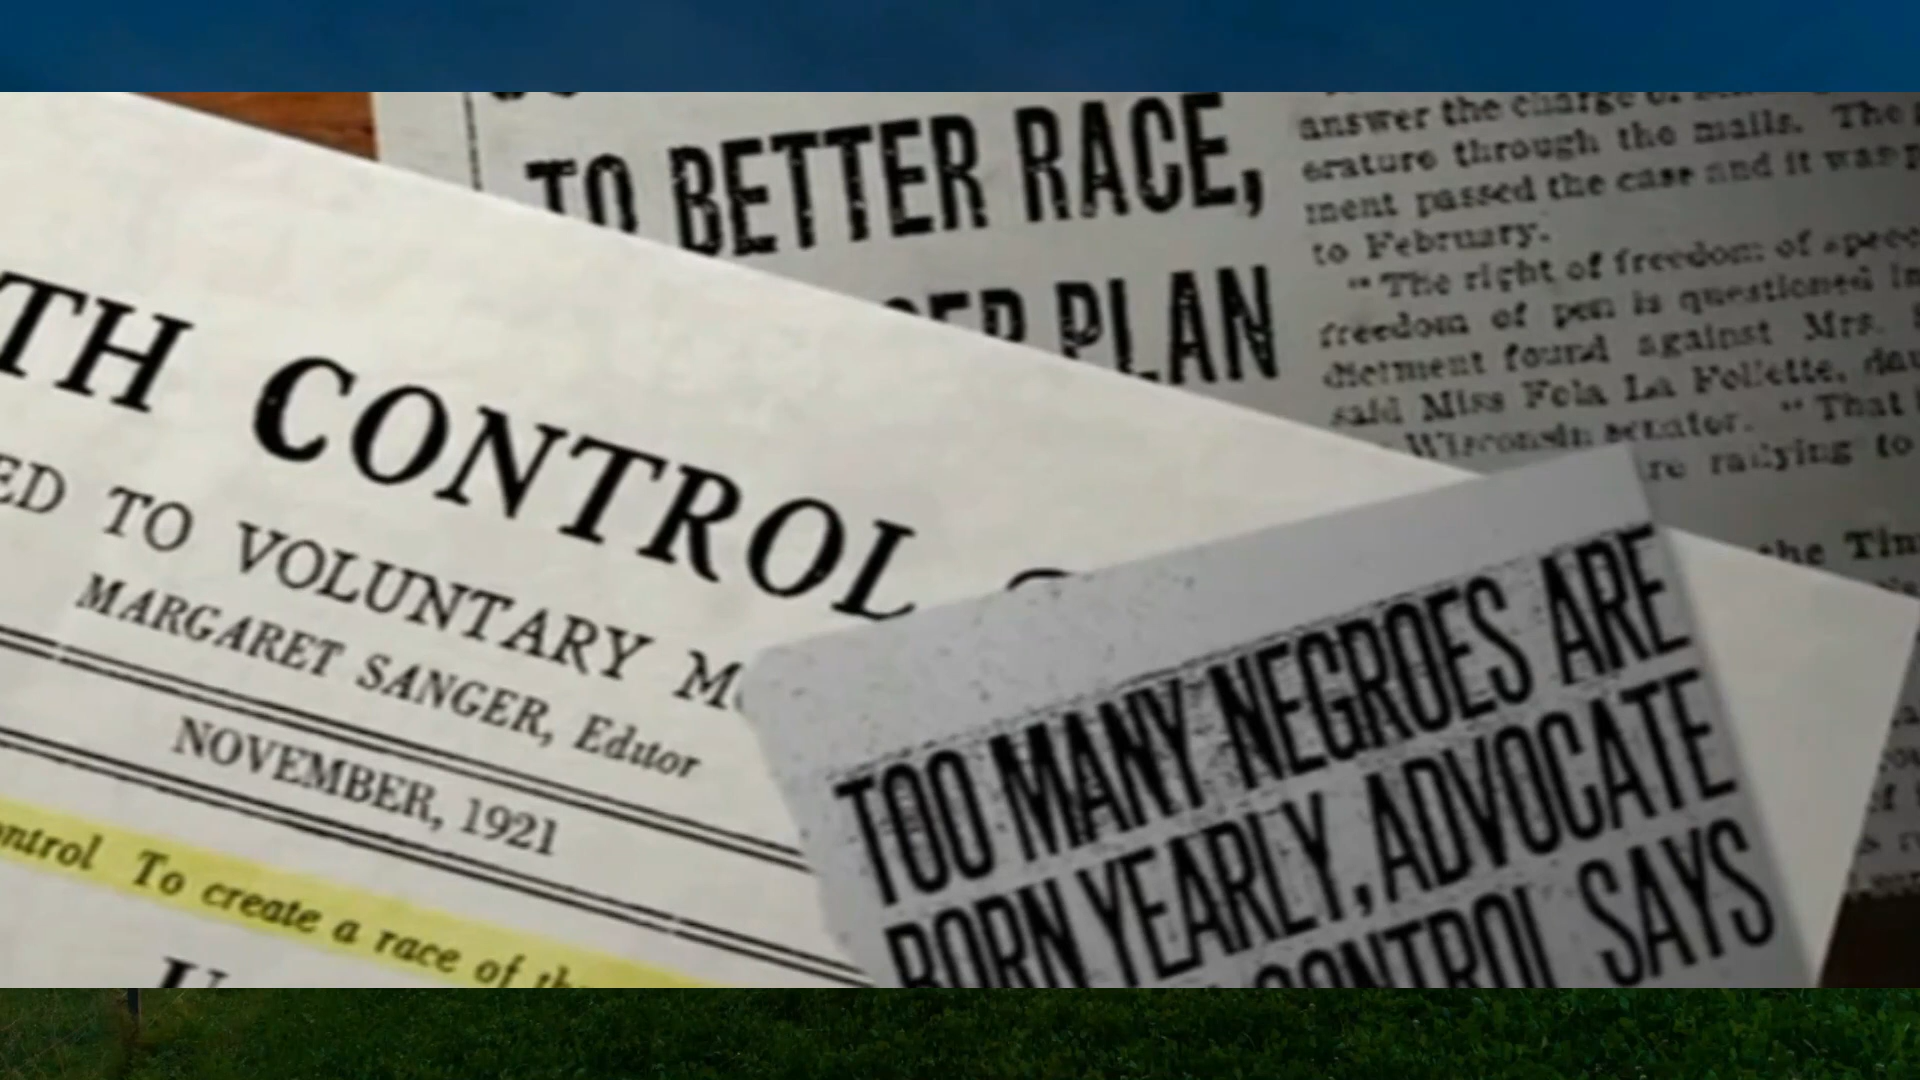 TO BETTER RACE,
PLAN
answer the charge
erature through the mails. The
ment passed the case and it was
to February.
"The right of freedom of speec
freedom of pen is questioned in
dictment found against Mrs.
said Miss Fola La Follette, dau
Wisconsin senator. "That
re rallying to
the Tim
TH CONTROL
ED TO VOLUNTARY M
MARGARET SANGER, Editor
NOVEMBER, 1921
ontrol To create a race of th
TOO MANY NEGROES ARE
BORN YEARLY, ADVOCATE
CONTROL SAYS